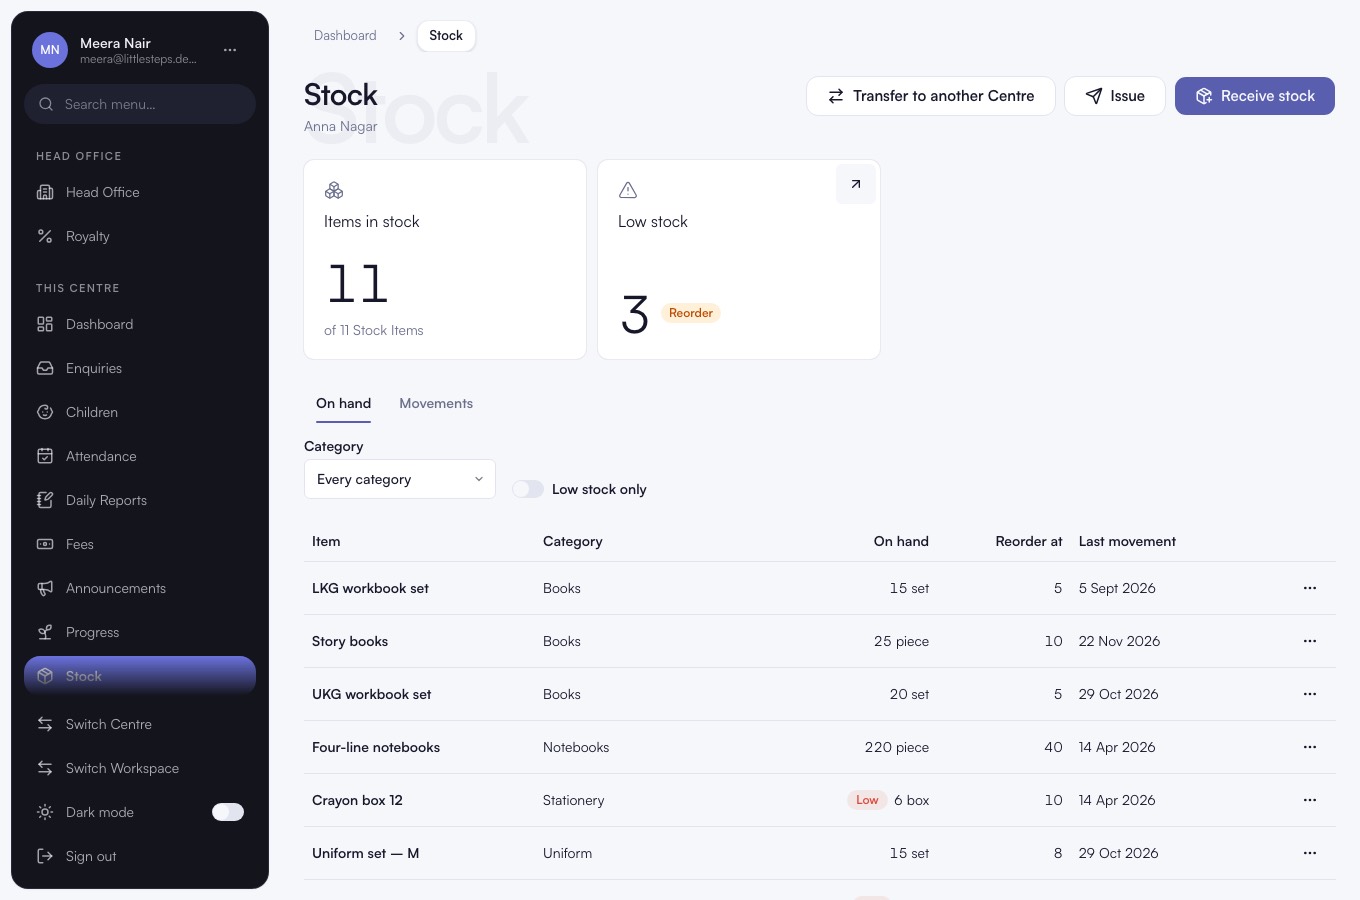 MN
Meera Nair
meera@littlesteps.de...
Search menu...
HEAD OFFICE
Head Office
Royalty
THIS CENTRE
Dashboard
Enquiries
Children
Attendance
Daily Reports
Fees
Announcements
Progress
Stock
Switch Centre
Switch Workspace
Dark mode
Sign out
Dashboard
Stock
Stock
Stock
Anna Nagar
Transfer to another Centre
Issue
Receive stock
Items in stock
11
of 11 Stock Items
Low stock
3 Reorder
On hand Movements
Category
Every category
Low stock only
Item Category On hand Reorder at Last movement
LKG workbook set Books 15 set 5 5 Sept 2026
Story books Books 25 piece 10 22 Nov 2026
UKG workbook set Books 20 set 5 29 Oct 2026
Four-line notebooks Notebooks 220 piece 40 14 Apr 2026
Crayon box 12 Stationery Low 6 box 10 14 Apr 2026
Uniform set — M Uniform 15 set 8 29 Oct 2026